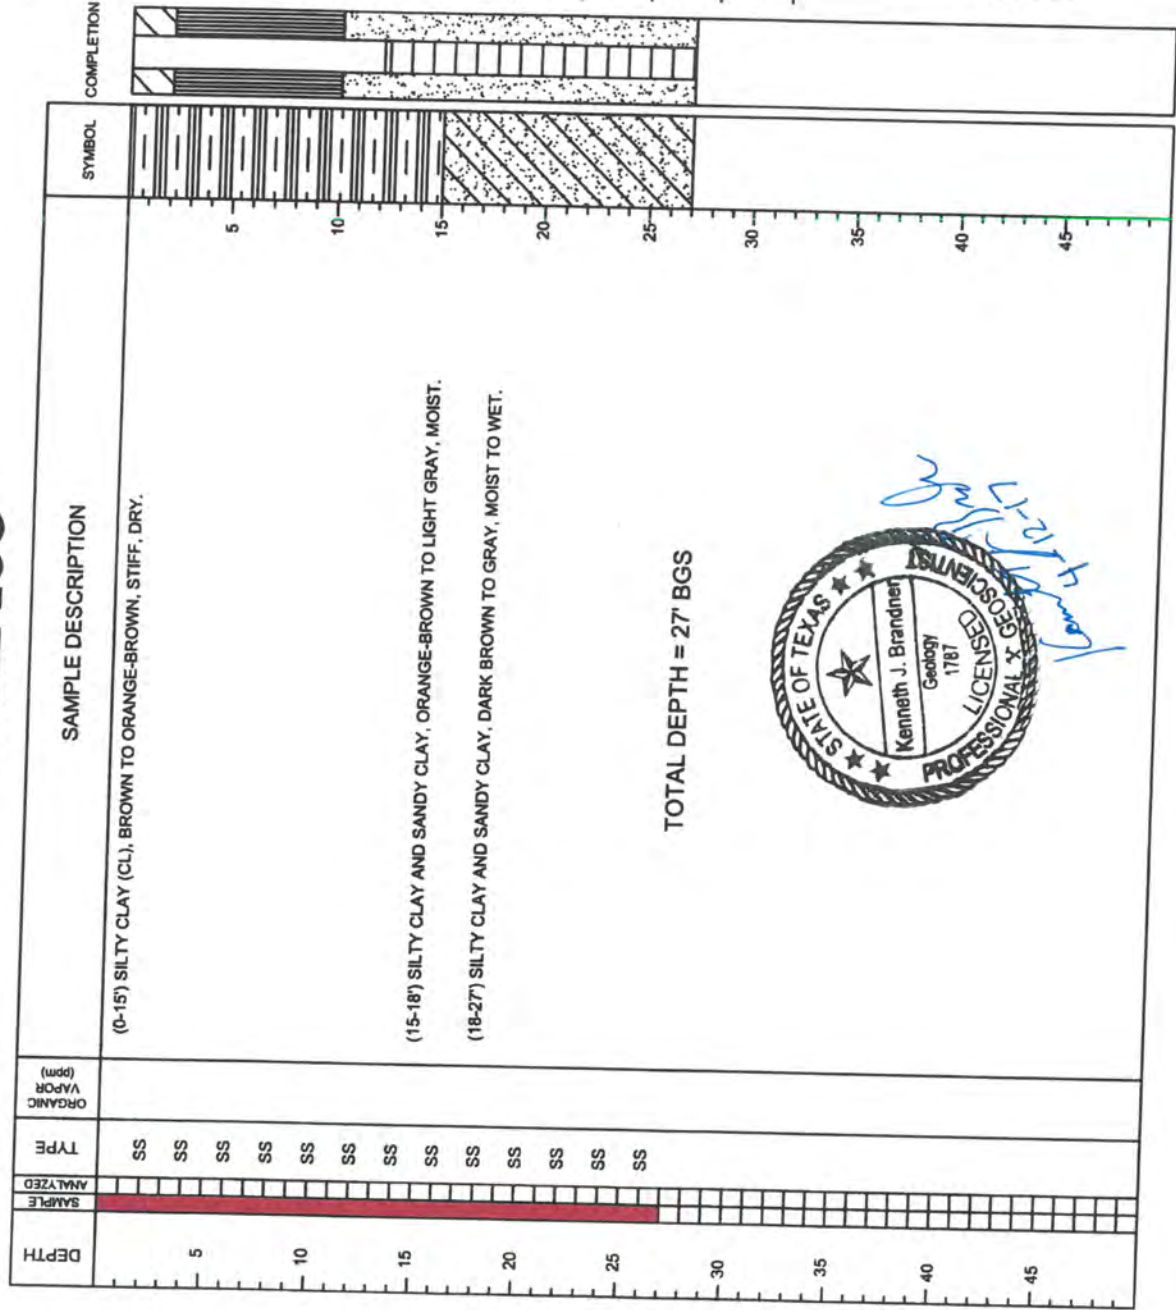 DEPTH
SAMPLE
ANALYZED
TYPE
ORGANIC
VAPOR
(ppm)
SAMPLE DESCRIPTION
SYMBOL
COMPLETION
(0-15') SILTY CLAY (CL), BROWN TO ORANGE-BROWN, STIFF, DRY.
(15-18') SILTY CLAY AND SANDY CLAY, ORANGE-BROWN TO LIGHT GRAY, MOIST.
(18-27') SILTY CLAY AND SANDY CLAY, DARK BROWN TO GRAY, MOIST TO WET.
TOTAL DEPTH = 27' BGS
STATE OF TEXAS
Kenneth J. Brandner
Geology
1787
LICENSED
PROFESSIONAL GEOSCIENTIST
4-12-17
SS
SS
SS
SS
SS
SS
SS
SS
SS
SS
SS
SS
SS
5
10
15
20
25
30
35
40
45
5
10
15
20
25
30
35
40
45